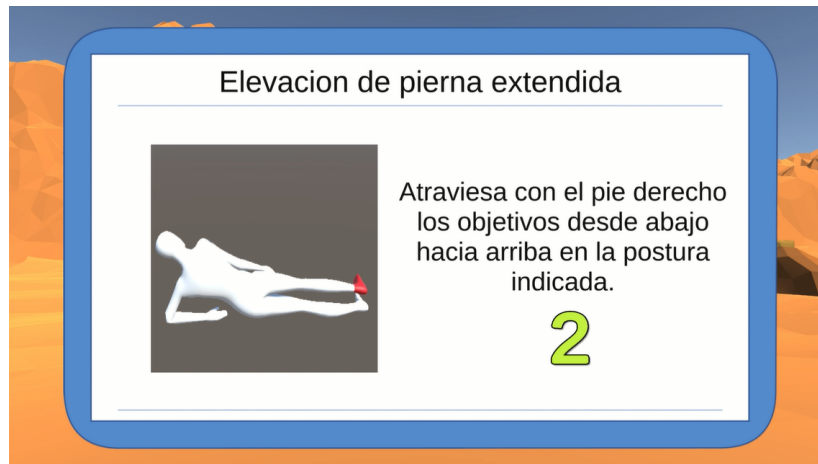 Elevacion de pierna extendida
Atraviesa con el pie derecho
los objetivos desde abajo
hacia arriba en la postura
indicada.
2